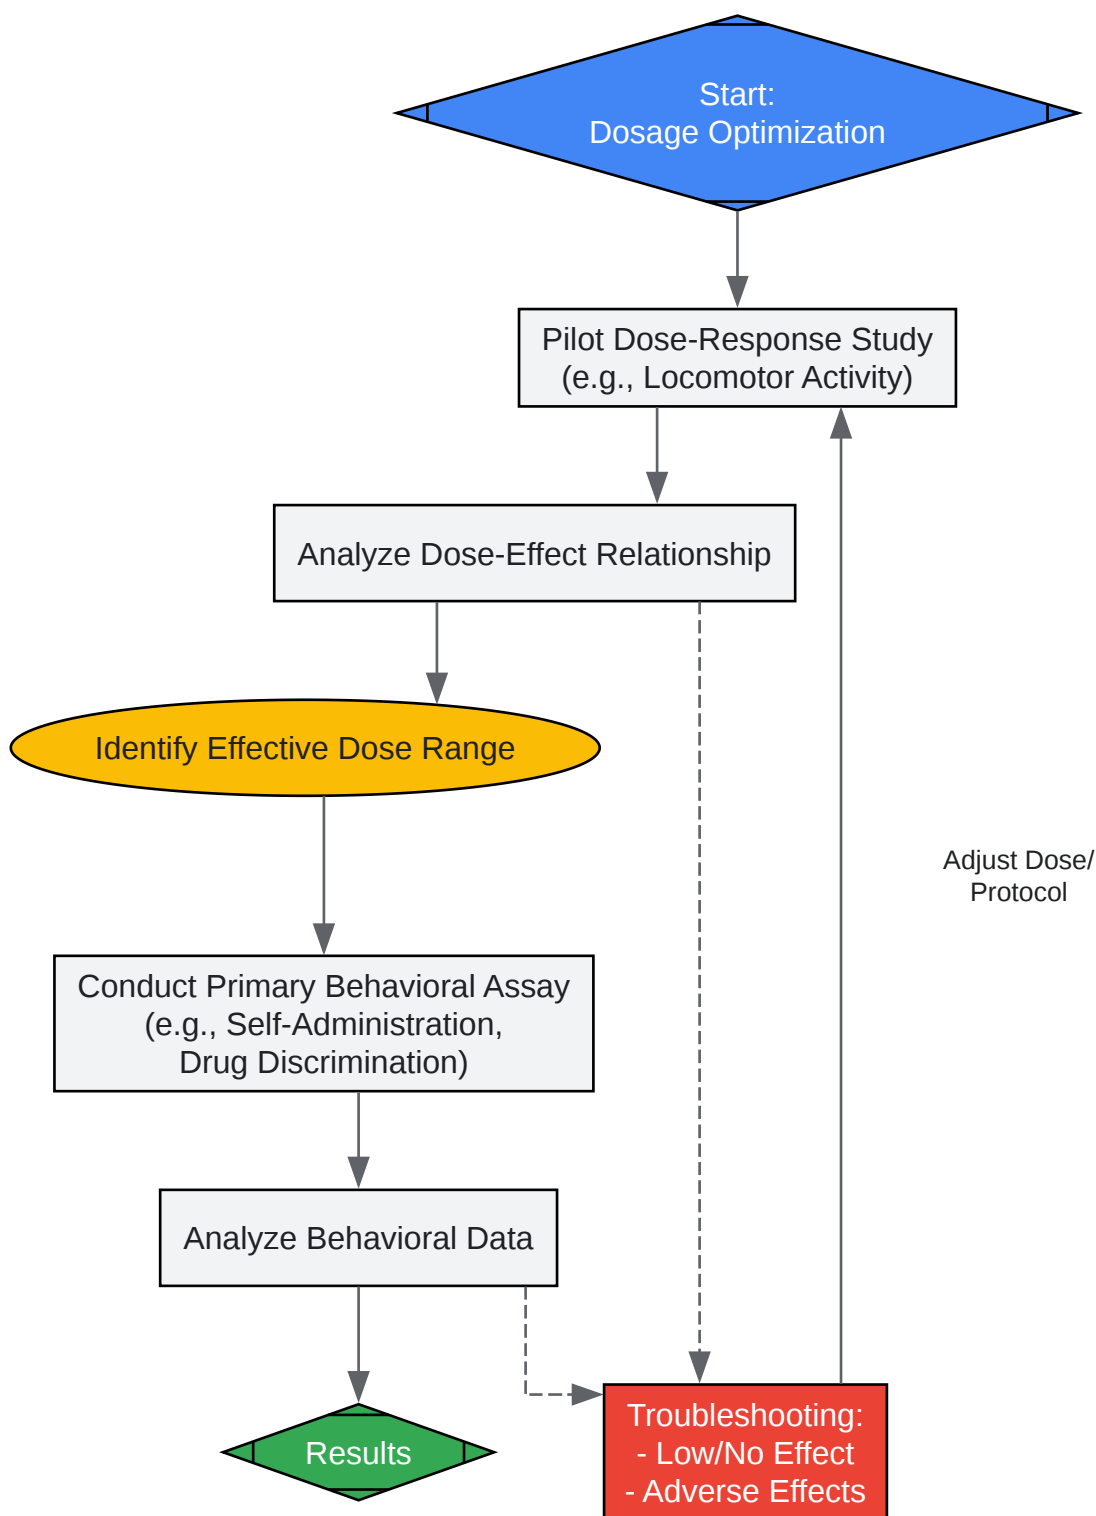 Start:
Dosage Optimization
Pilot Dose-Response Study
(e.g., Locomotor Activity)
Analyze Dose-Effect Relationship
Identify Effective Dose Range
Adjust Dose/
Protocol
Conduct Primary Behavioral Assay
(e.g., Self-Administration,
Drug Discrimination)
Analyze Behavioral Data
Results
Troubleshooting:
- Low/No Effect
- Adverse Effects